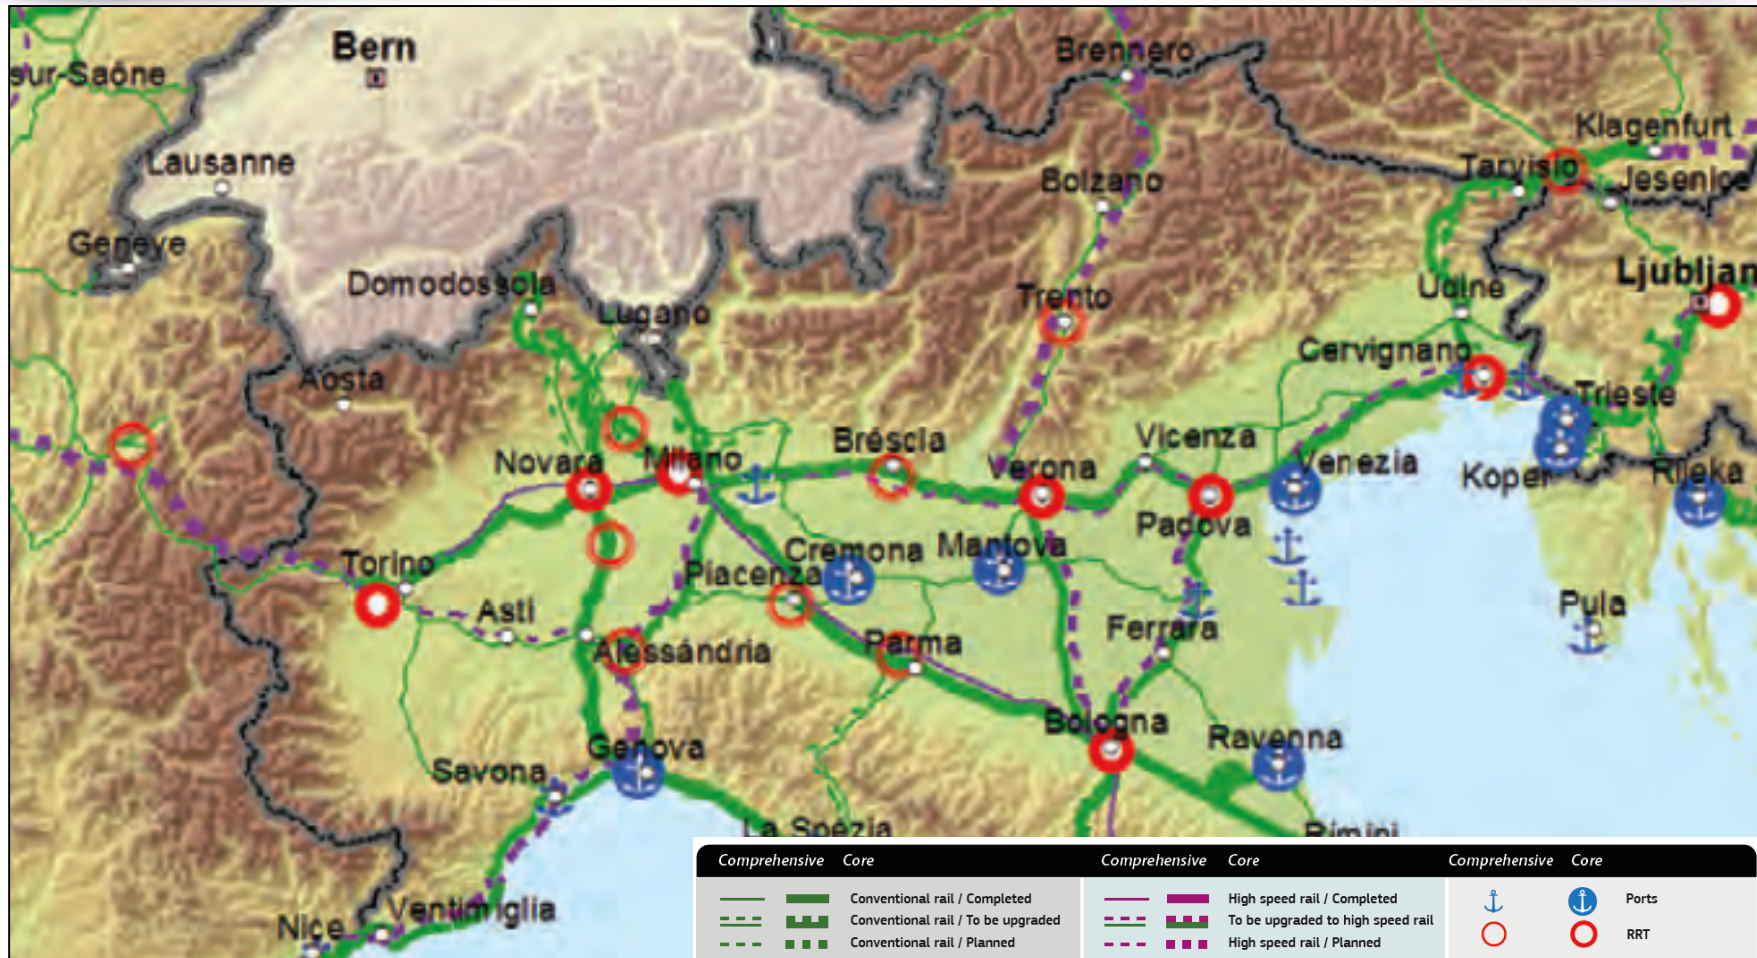 Bern
Brennero
sur-Saône
Klagenfurt
Lausanne
Tarvisio
Jesenice
Bolzano
Geneve
Ljubljan
Domodossola
Trento
Udine
Lugano
Cervignano
Aosta
Trieste
Novara
Milano
Bréscia
Verona
Vicenza
Venezia
Koper
Rijeka
Padova
Torino
Cremona
Mantova
Piacenza
Asti
Pula
Ferrara
Alessándria
Parma
Bologna
Ravenna
Genova
Savona
La Spezia
Rimini
Ventimiglia
Nice
Comprehensive Core Comprehensive Core Comprehensive Core
Conventional rail / Completed High speed rail / Completed Ports
Conventional rail / To be upgraded To be upgraded to high speed rail
Conventional rail / Planned High speed rail / Planned RRT